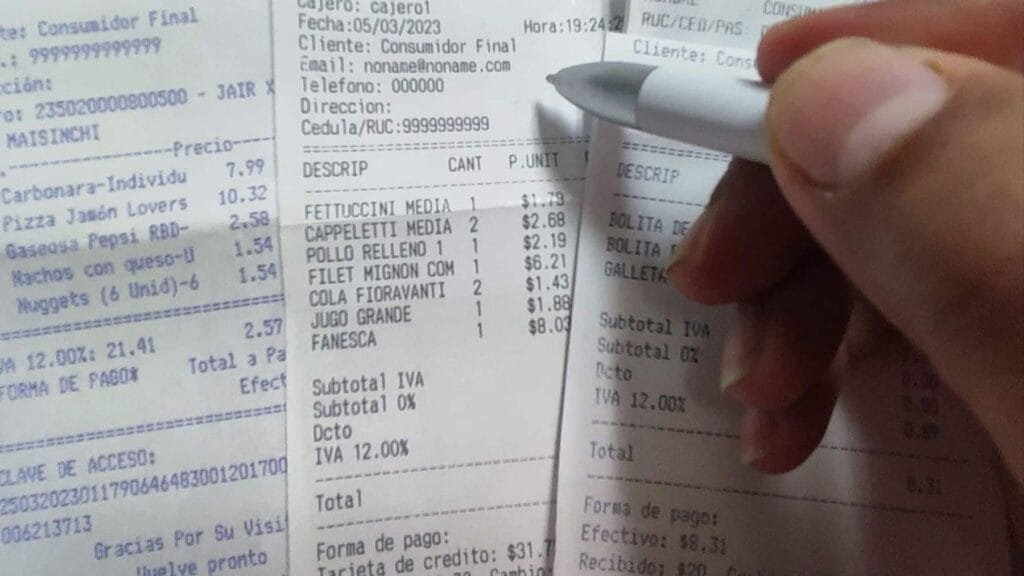 te: Consumidor Final
.: 9999999999999
ción:
ro: 235020000800500 - JAIR X
MAISINCHI
Precio
Carbonara-Individu 7.99
Pizza Jamón Lovers 10.32
Gaseosa Pepsi RBD- 2.58
Nachos con queso-U 1.54
Nuggets (6 Unid)-6 1.54
VA 12.00%: 21.41 2.57
FORMA DE PAGO* Total a Pa
Efect
CLAVE DE ACCESO:
2503202301179064648300120170​0
006213713
Gracias Por Su Visi
Vuelve pronto
Cajero: cajero1
Fecha:05/03/2023 Hora:19:24:2
Cliente: Consumidor Final
Email: noname@noname.com
Telefono: 000000
Direccion:
Cedula/RUC:9999999999
DESCRIP CANT P.UNIT
FETTUCCINI MEDIA 1 $1.79
CAPPELETTI MEDIA 2 $2.68
POLLO RELLENO 1 1 $2.19
FILET MIGNON COM 1 $6.21
COLA FIORAVANTI 2 $1.43
JUGO GRANDE 1 $1.88
FANESCA 1 $8.03
Subtotal IVA
Subtotal 0%
Dcto
IVA 12.00%
Total
Forma de pago:
Tarjeta de credito: $31.7
Cambio
CONSUM
RUC/CED/PAS:
Cliente: Cons
DESCRIP
BOLITA DE
BOLITA D
GALLETA
Subtotal IVA
Subtotal 0%
Dcto 0.00
IVA 12.00% 0.89
Total 8.31
Forma de pago:
Efectivo: $8.31
Recibido: $20